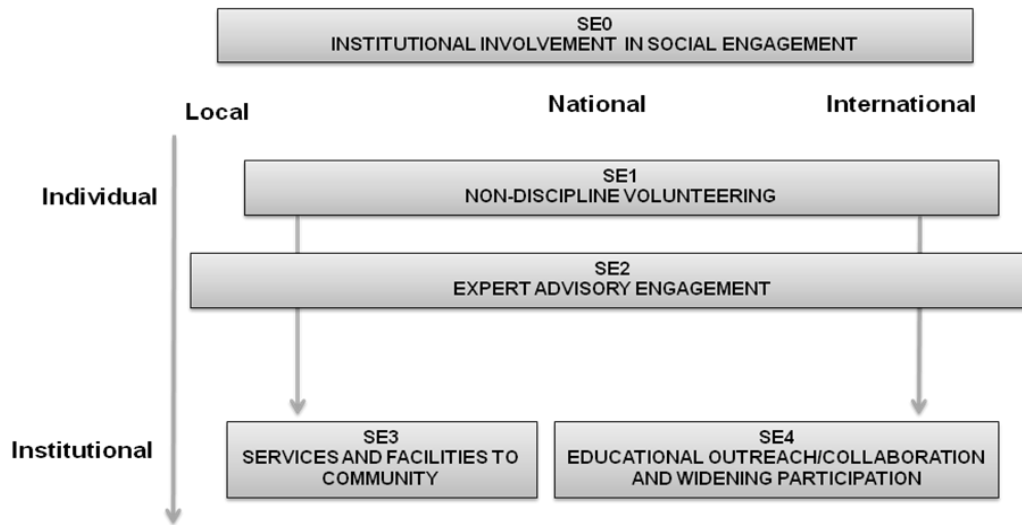 SE0
INSTITUTIONAL INVOLVEMENT IN SOCIAL ENGAGEMENT
Local
National
International
Individual
SE1
NON-DISCIPLINE VOLUNTEERING
SE2
EXPERT ADVISORY ENGAGEMENT
Institutional
SE3
SERVICES AND FACILITIES TO
COMMUNITY
SE4
EDUCATIONAL OUTREACH/COLLABORATION
AND WIDENING PARTICIPATION